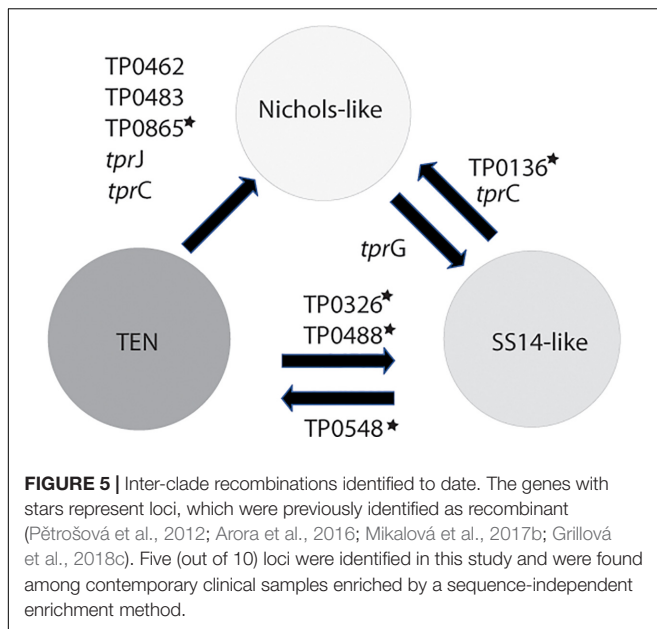 TP0462
TP0483
TP0865★
tprJ
tprC
Nichols-like
TP0136★
tprC
tprG
TEN
TP0326★
TP0488★
SS14-like
TP0548★
FIGURE 5 | Inter-clade recombinations identified to date. The genes with
stars represent loci, which were previously identified as recombinant
(Pětrošová et al., 2012; Arora et al., 2016; Mikalová et al., 2017b; Grillová
et al., 2018c). Five (out of 10) loci were identified in this study and were found
among contemporary clinical samples enriched by a sequence-independent
enrichment method.